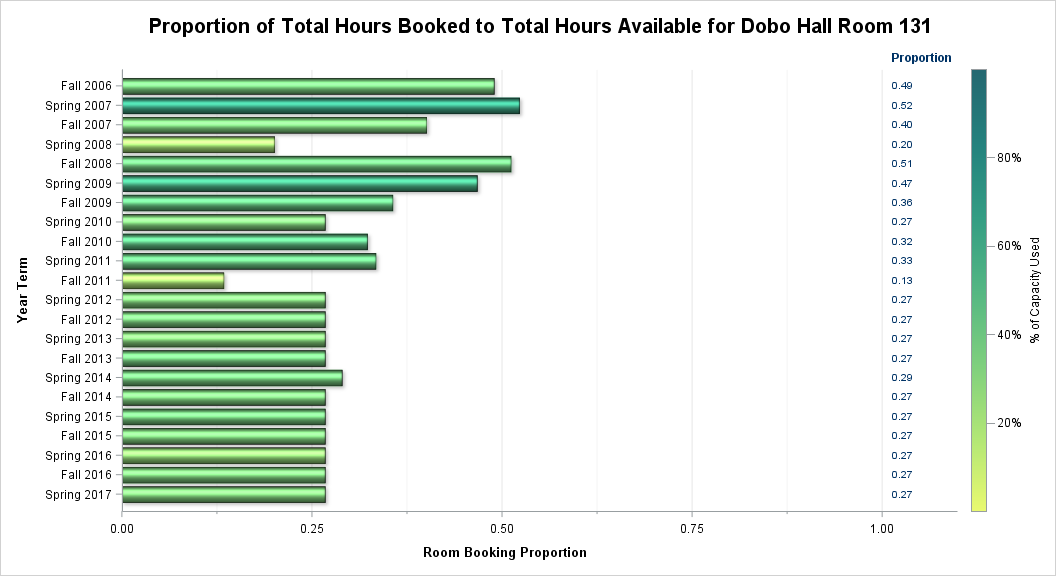 Proportion of Total Hours Booked to Total Hours Available for Dobo Hall Room 131
Proportion
Fall 2006 0.49
Spring 2007 0.52
Fall 2007 0.40
Spring 2008 0.20
Fall 2008 0.51
Spring 2009 0.47
Fall 2009 0.36
Spring 2010 0.27
Fall 2010 0.32
Spring 2011 0.33
Fall 2011 0.13
Spring 2012 0.27
Fall 2012 0.27
Spring 2013 0.27
Fall 2013 0.27
Spring 2014 0.29
Fall 2014 0.27
Spring 2015 0.27
Fall 2015 0.27
Spring 2016 0.27
Fall 2016 0.27
Spring 2017 0.27
Year Term
0.00 0.25 0.50 0.75 1.00
Room Booking Proportion
80%
60%
40%
20%
% of Capacity Used